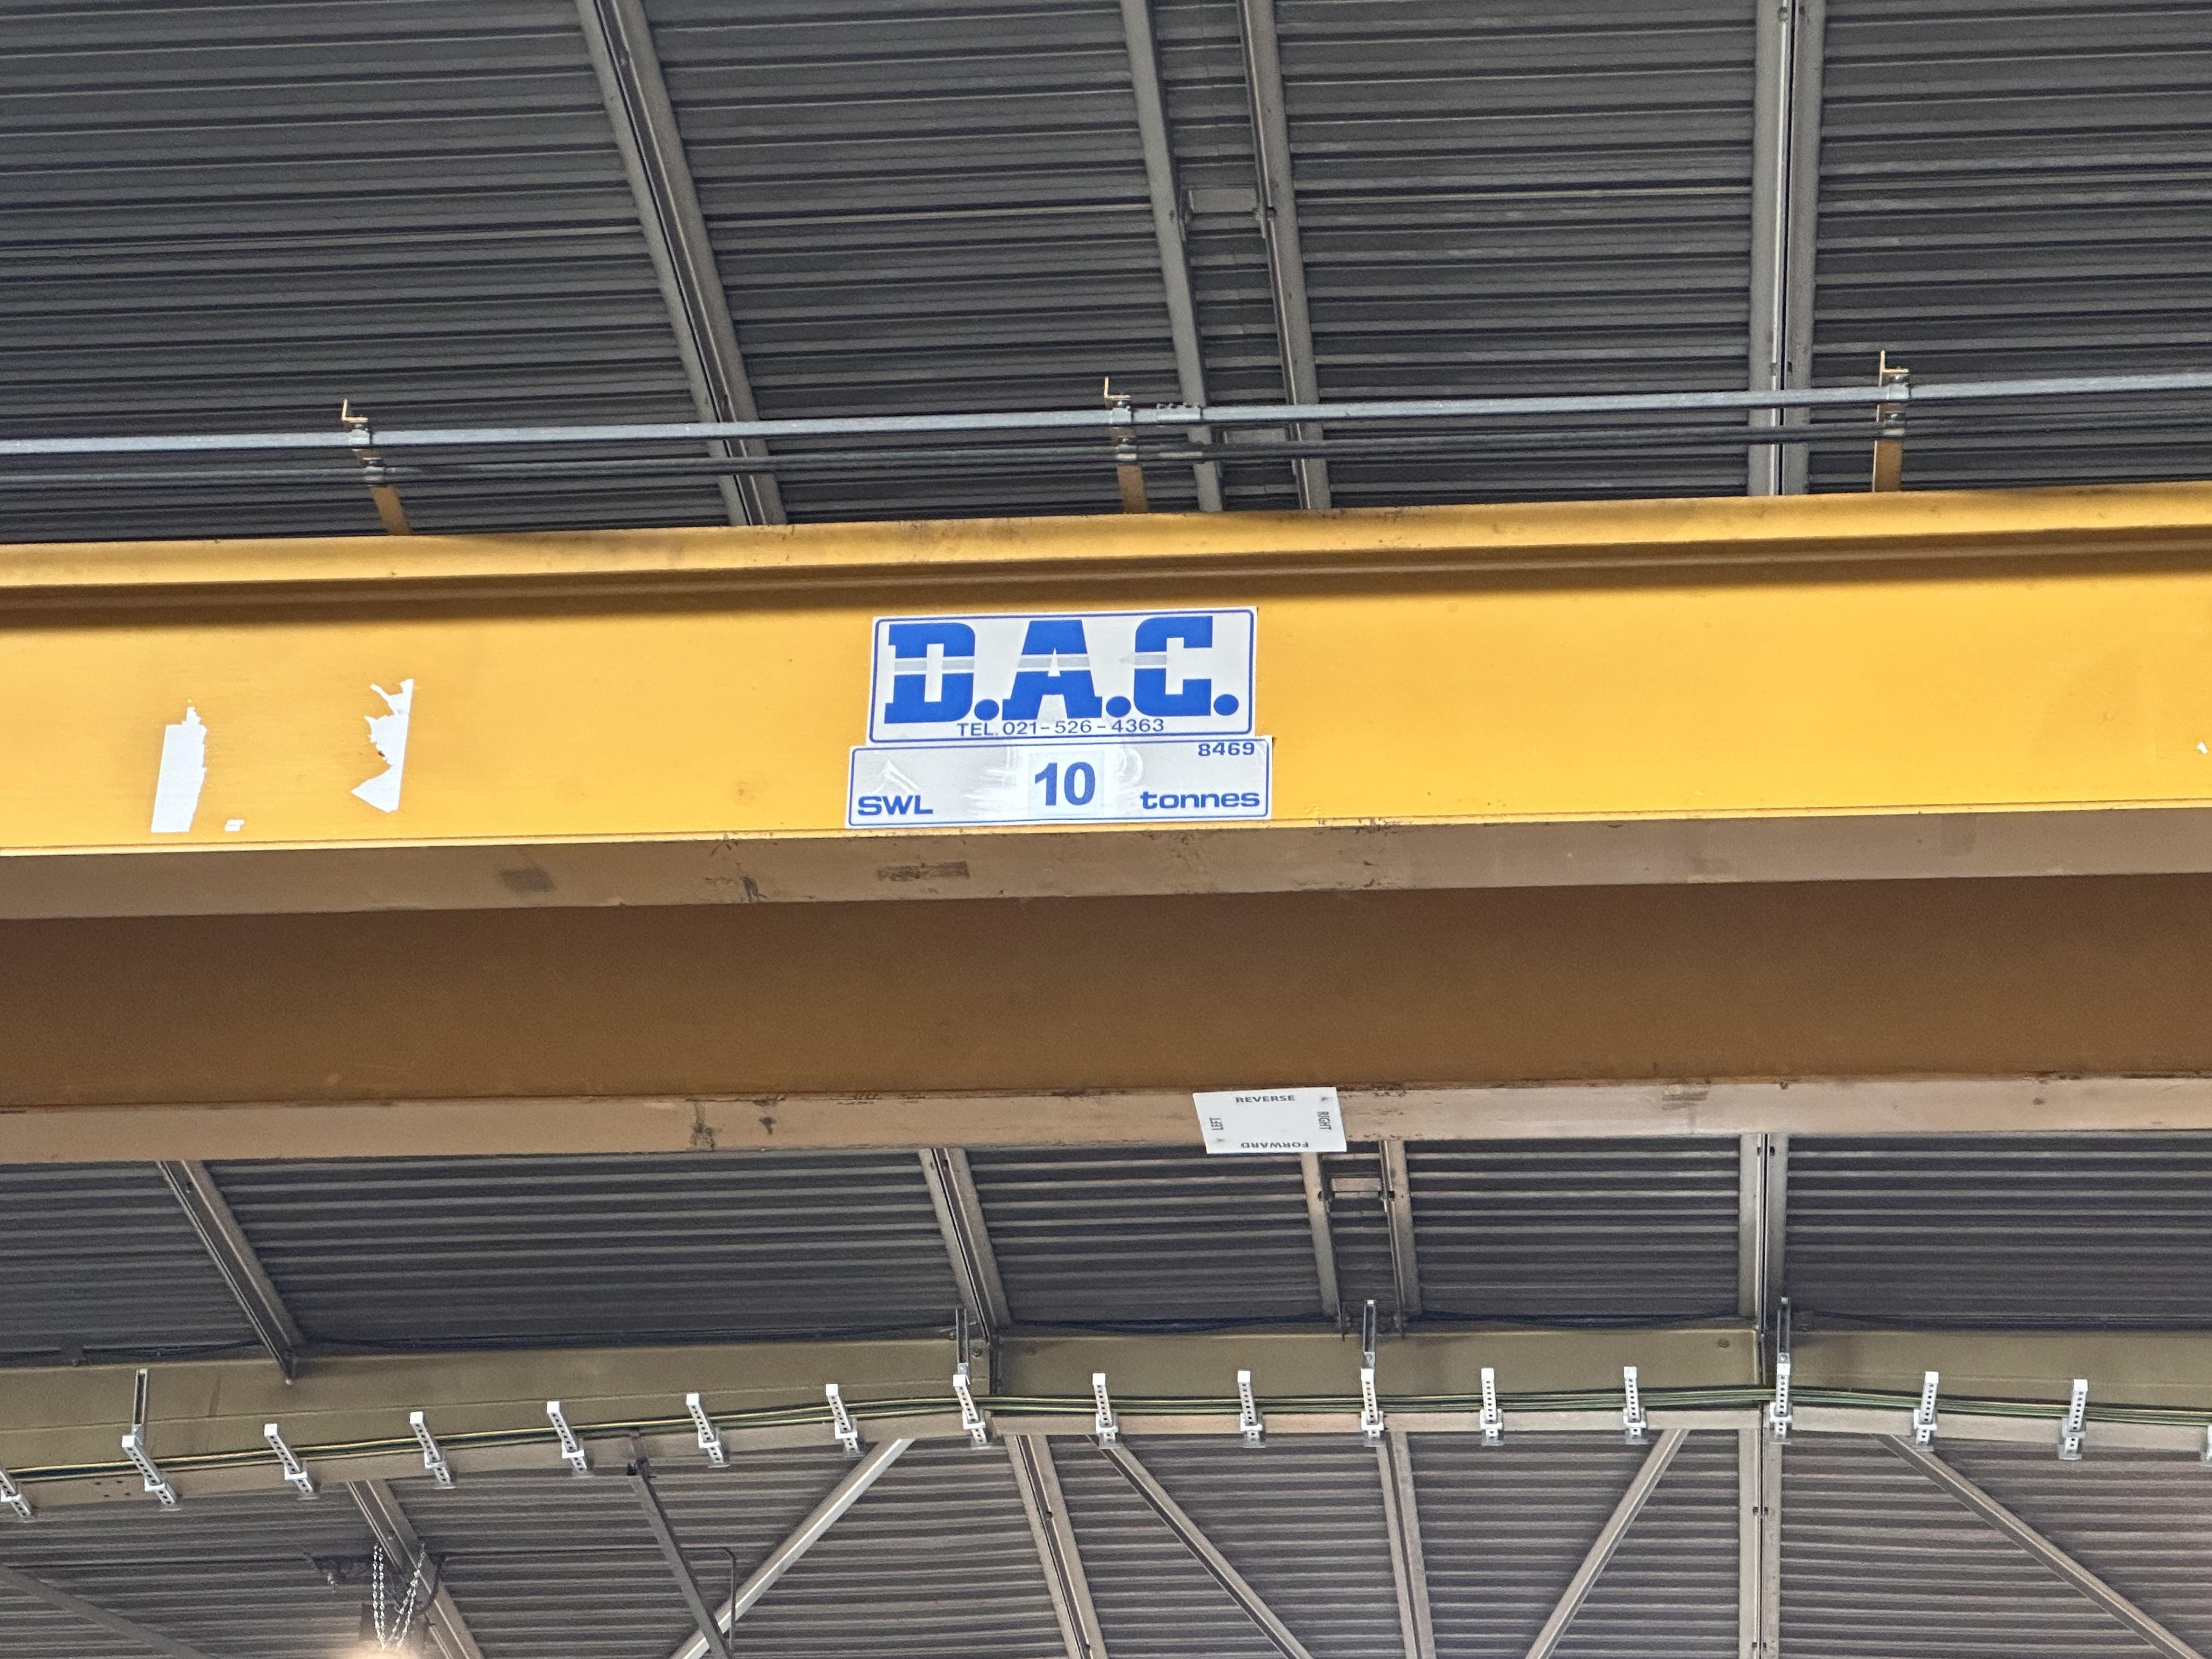 D.A.C.
TEL. 021-526-4363
8469
SWL 10 tonnes
REVERSE
LEFT
RIGHT
FORWARD